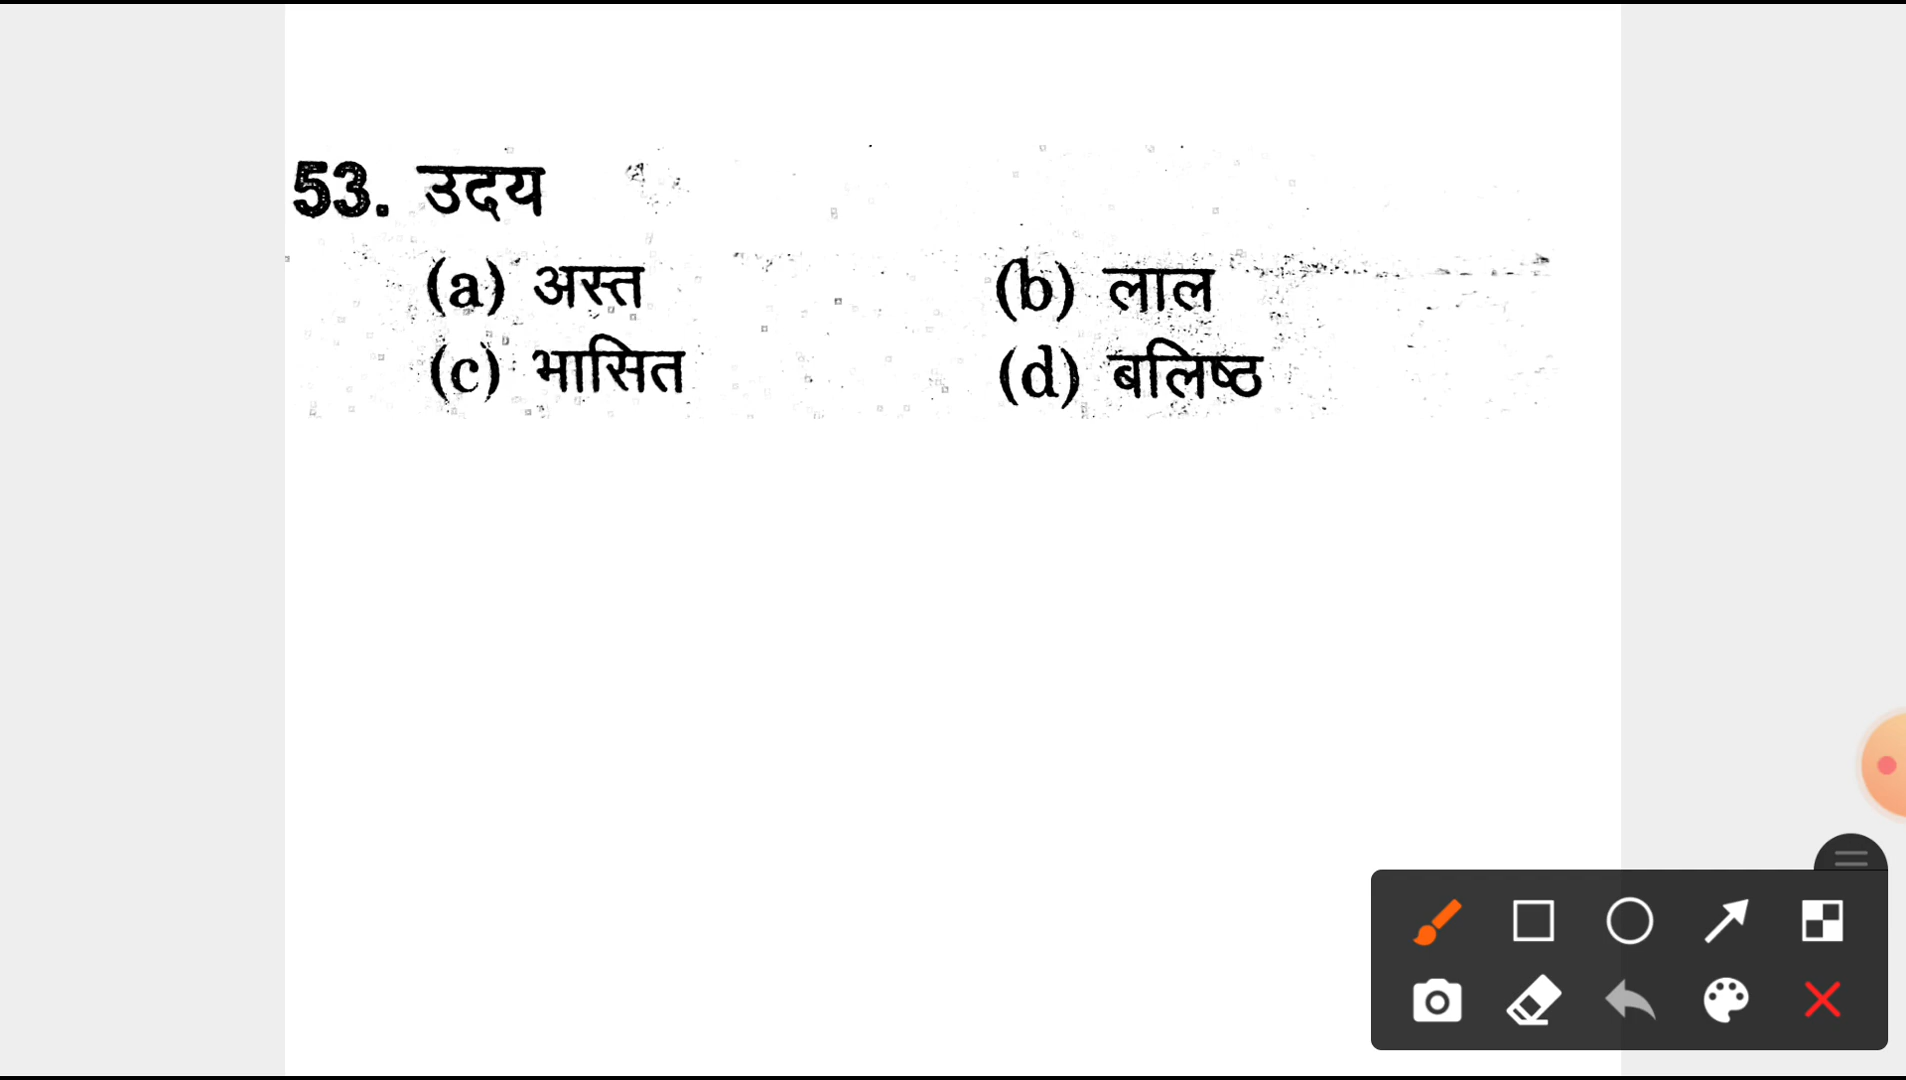 53. उदय
(a) अस्त (b) लाल
(c) भासित (d) बलिष्ठ